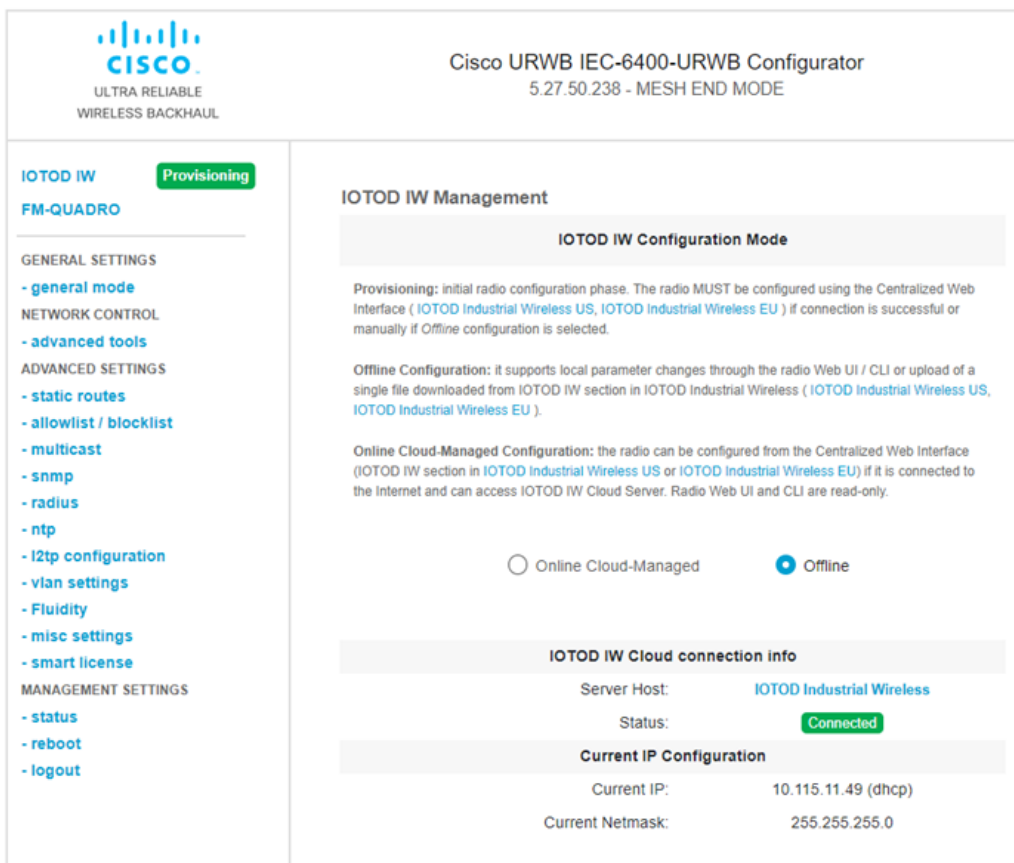 CISCO
ULTRA RELIABLE
WIRELESS BACKHAUL
Cisco URWB IEC-6400-URWB Configurator
5.27.50.238 - MESH END MODE
IOTOD IW Provisioning
FM-QUADRO
GENERAL SETTINGS
- general mode
NETWORK CONTROL
- advanced tools
ADVANCED SETTINGS
- static routes
- allowlist / blocklist
- multicast
- snmp
- radius
- ntp
- l2tp configuration
- vlan settings
- Fluidity
- misc settings
- smart license
MANAGEMENT SETTINGS
- status
- reboot
- logout
IOTOD IW Management
IOTOD IW Configuration Mode
Provisioning: initial radio configuration phase. The radio MUST be configured using the Centralized Web
Interface ( IOTOD Industrial Wireless US, IOTOD Industrial Wireless EU ) if connection is successful or
manually if Offline configuration is selected.
Offline Configuration: it supports local parameter changes through the radio Web UI / CLI or upload of a
single file downloaded from IOTOD IW section in IOTOD Industrial Wireless ( IOTOD Industrial Wireless US,
IOTOD Industrial Wireless EU ).
Online Cloud-Managed Configuration: the radio can be configured from the Centralized Web Interface
(IOTOD IW section in IOTOD Industrial Wireless US or IOTOD Industrial Wireless EU) if it is connected to
the Internet and can access IOTOD IW Cloud Server. Radio Web UI and CLI are read-only.
Online Cloud-Managed Offline
IOTOD IW Cloud connection info
Server Host: IOTOD Industrial Wireless
Status: Connected
Current IP Configuration
Current IP: 10.115.11.49 (dhcp)
Current Netmask: 255.255.255.0